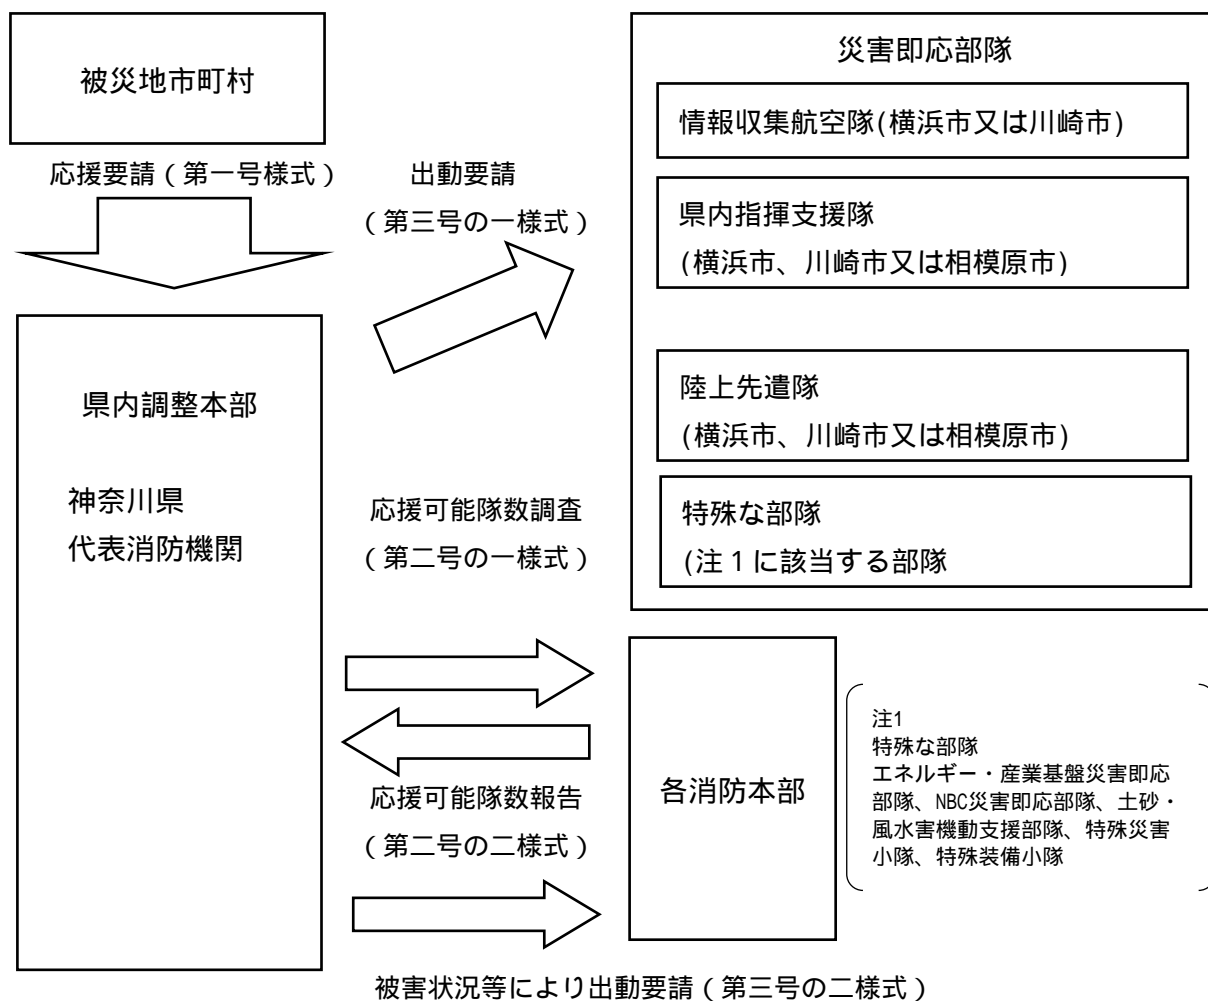 被災地市町村
応援要請（第一号様式）
県内調整本部
神奈川県
代表消防機関
出動要請
（第三号の一様式）
災害即応部隊
情報収集航空隊(横浜市又は川崎市)
県内指揮支援隊
(横浜市、川崎市又は相模原市)
陸上先遣隊
(横浜市、川崎市又は相模原市)
特殊な部隊
(注１に該当する部隊
応援可能隊数調査
（第二号の一様式）
応援可能隊数報告
（第二号の二様式）
各消防本部
注1
特殊な部隊
エネルギー・産業基盤災害即応
部隊、NBC災害即応部隊、土砂・
風水害機動支援部隊、特殊災害
小隊、特殊装備小隊
被害状況等により出動要請（第三号の二様式）